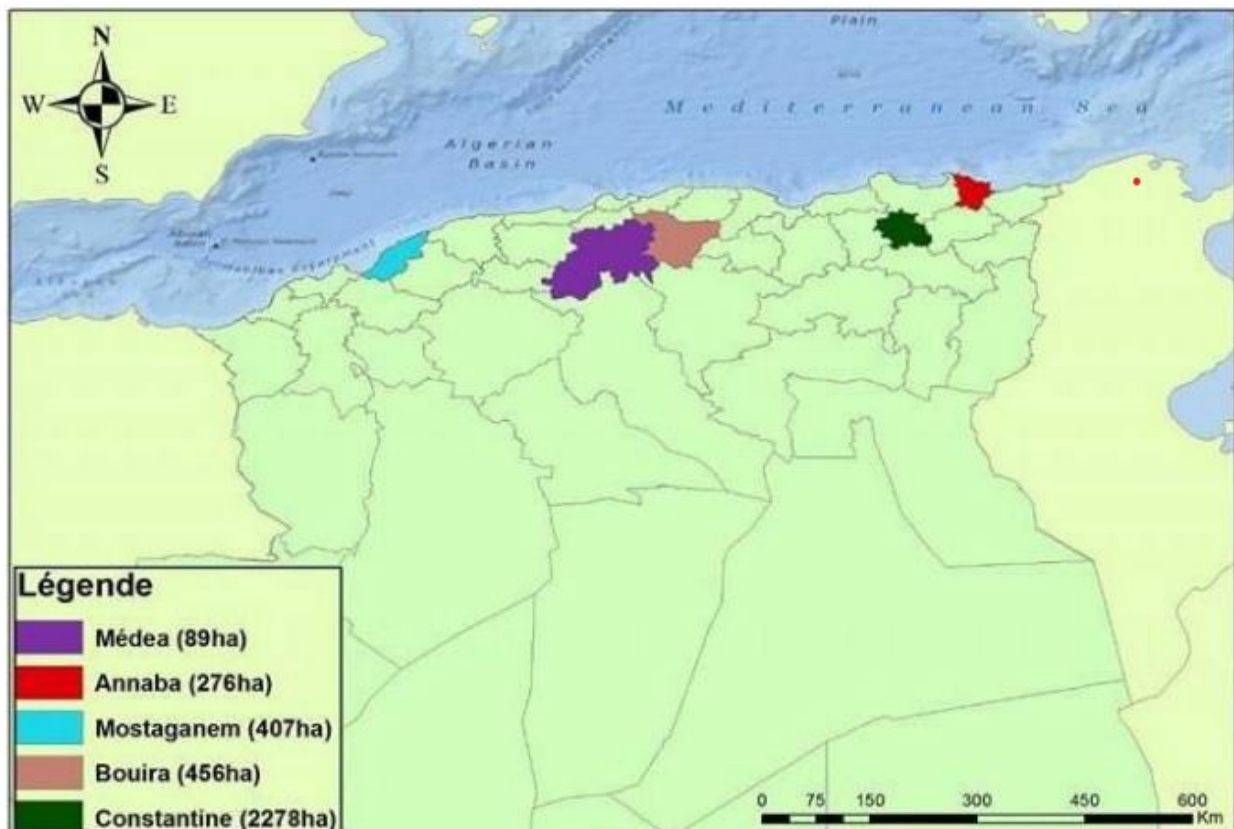 Plain
N
W E
S
Mediterranean Sea
Algerian
Basin
Légende
Médea (89ha)
Annaba (276ha)
Mostaganem (407ha)
Bouira (456ha)
Constantine (2278ha)
0 75 150 300 450 600
Km